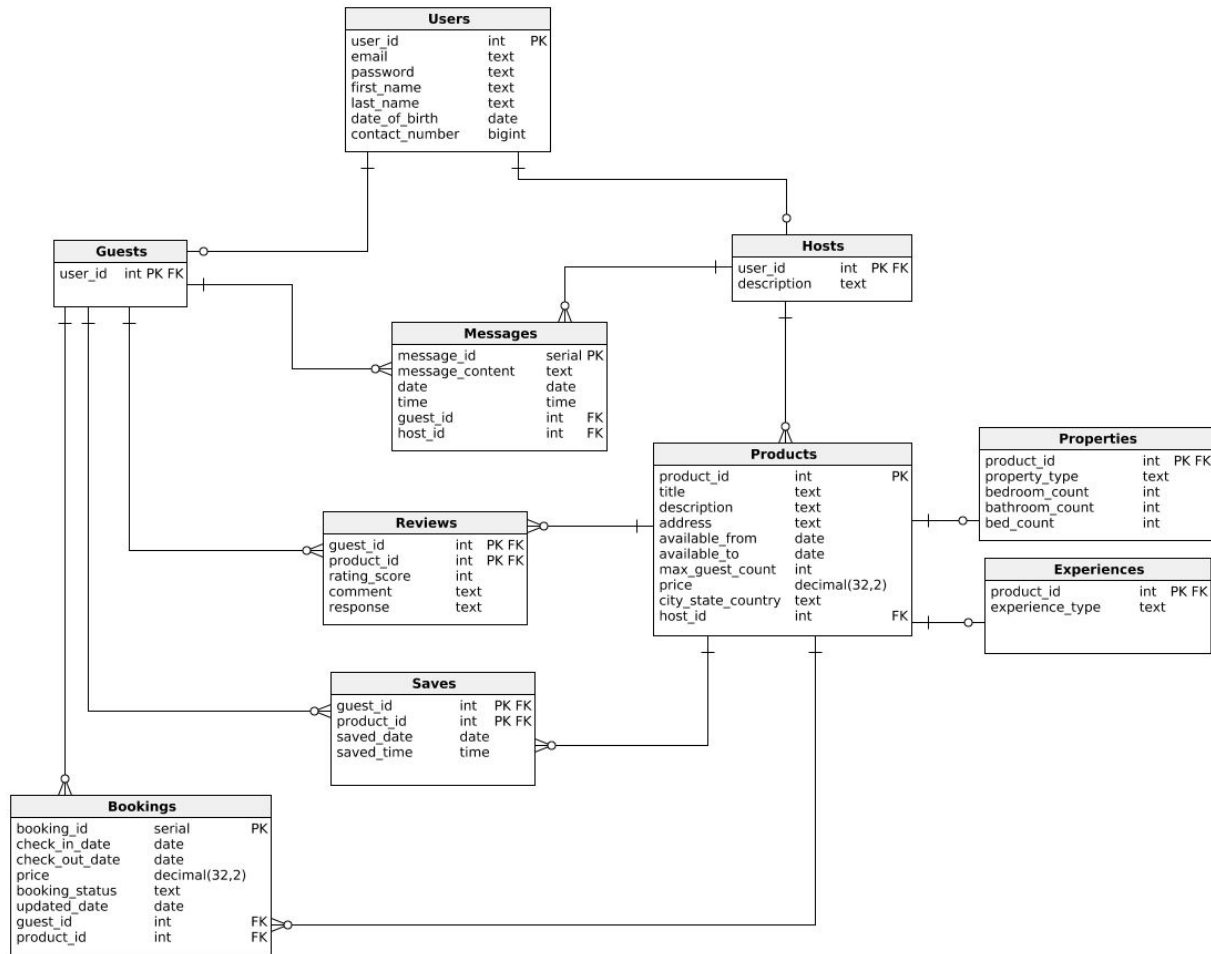 Users
user_id int PK
email text
password text
first_name text
last_name text
date_of_birth date
contact_number bigint
Guests
user_id int PK FK
Hosts
user_id int PK FK
description text
Messages
message_id serial PK
message_content text
date date
time time
guest_id int FK
host_id int FK
Products
product_id int PK
title text
description text
address text
available_from date
available_to date
max_guest_count int
price decimal(32,2)
city_state_country text
host_id int FK
Properties
product_id int PK FK
property_type text
bedroom_count int
bathroom_count int
bed_count int
Reviews
guest_id int PK FK
product_id int PK FK
rating_score int
comment text
response text
Experiences
product_id int PK FK
experience_type text
Saves
guest_id int PK FK
product_id int PK FK
saved_date date
saved_time time
Bookings
booking_id serial PK
check_in_date date
check_out_date date
price decimal(32,2)
booking_status text
updated_date date
guest_id int FK
product_id int FK